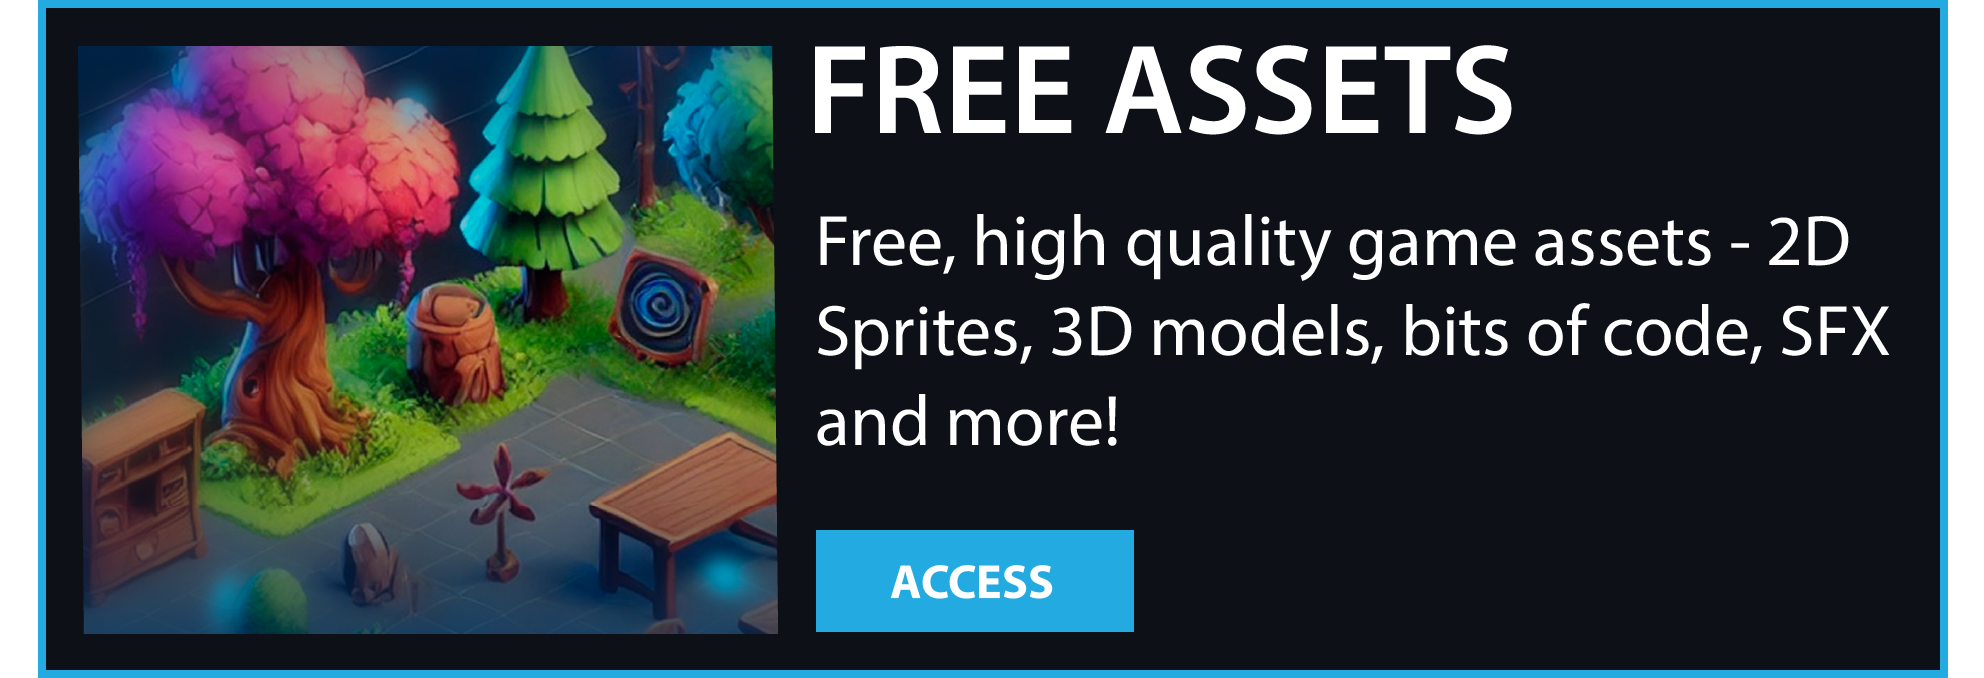 FREE ASSETS
Free, high quality game assets - 2D
Sprites, 3D models, bits of code, SFX
and more!
ACCESS